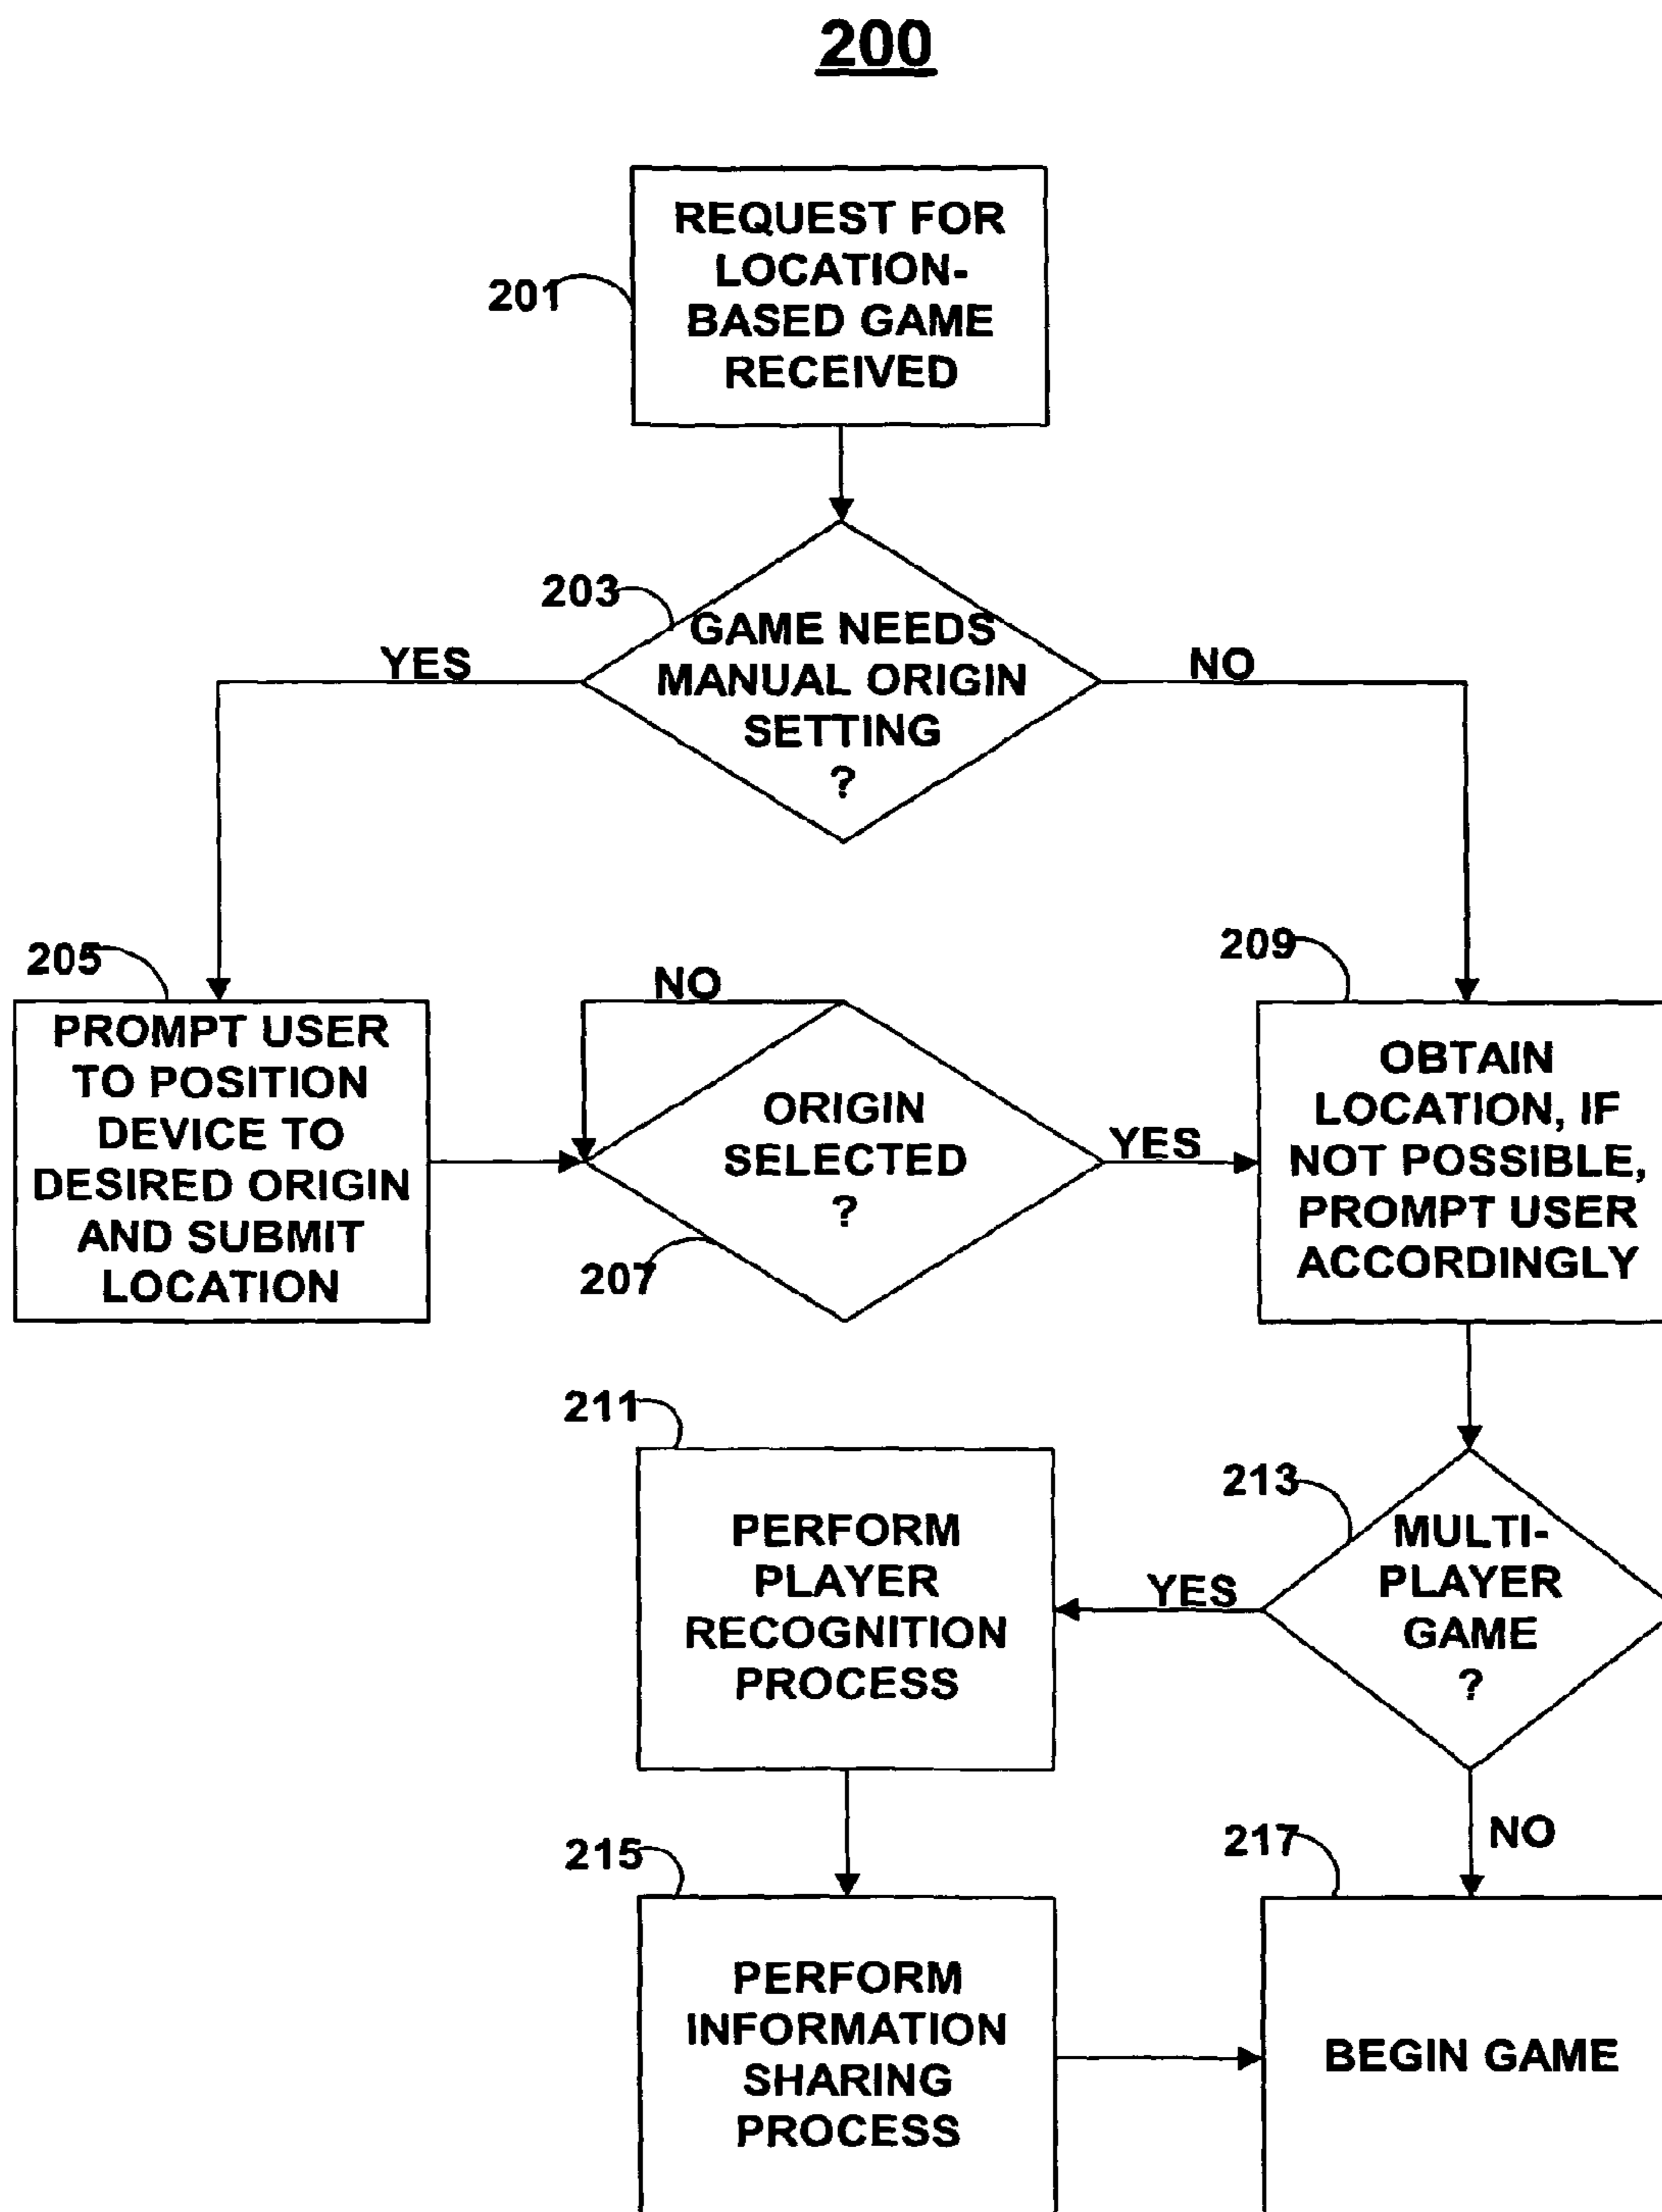 200
REQUEST FOR
LOCATION-
BASED GAME
RECEIVED
201
203
GAME NEEDS
MANUAL ORIGIN
SETTING
?
YES
NO
205
PROMPT USER
TO POSITION
DEVICE TO
DESIRED ORIGIN
AND SUBMIT
LOCATION
NO
ORIGIN
SELECTED
?
207
YES
209
OBTAIN
LOCATION, IF
NOT POSSIBLE,
PROMPT USER
ACCORDINGLY
211
PERFORM
PLAYER
RECOGNITION
PROCESS
213
MULTI-
PLAYER
GAME
?
YES
NO
215
PERFORM
INFORMATION
SHARING
PROCESS
217
BEGIN GAME